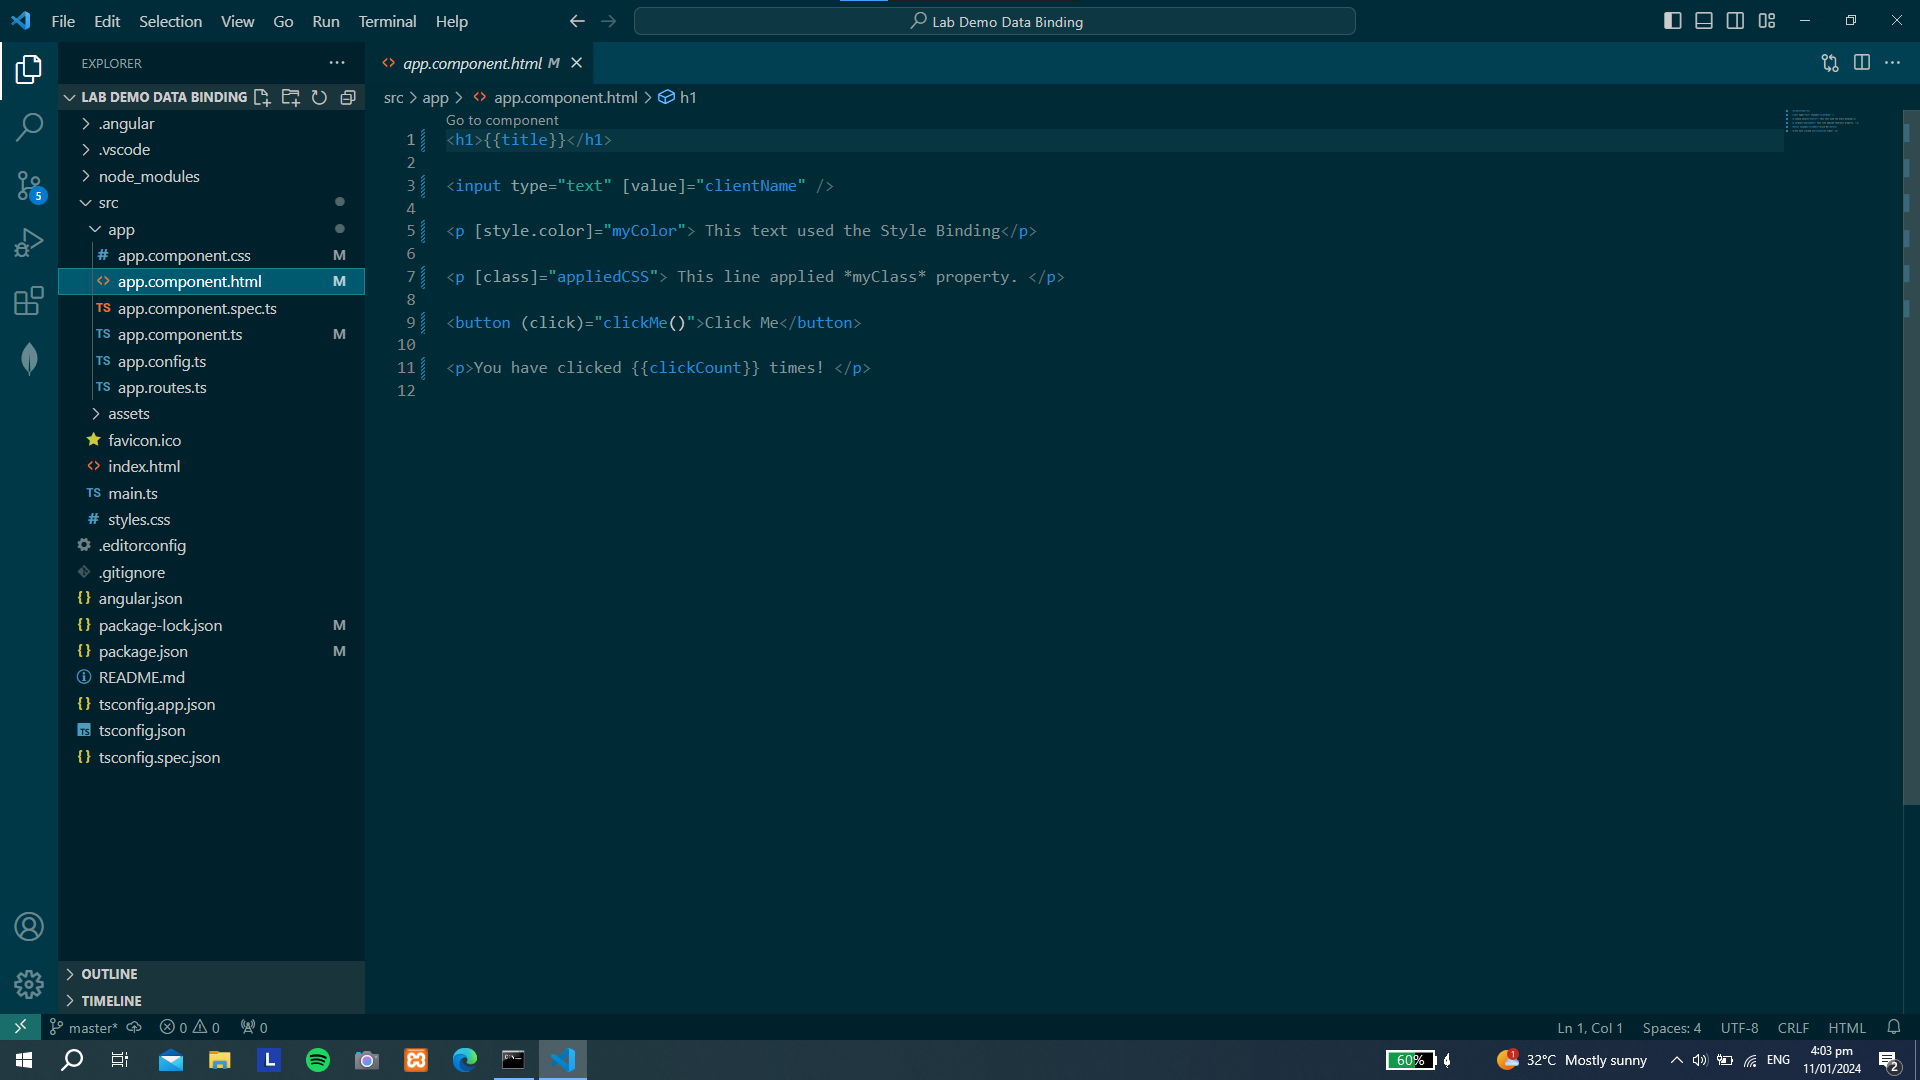 File Edit Selection View Go Run Terminal Help
Lab Demo Data Binding
EXPLORER
app.component.html M
LAB DEMO DATA BINDING
src > app > app.component.html > h1
.angular
.vscode
node_modules
src
app
app.component.css M
app.component.html M
TS app.component.spec.ts
TS app.component.ts M
TS app.config.ts
TS app.routes.ts
assets
favicon.ico
index.html
TS main.ts
# styles.css
.editorconfig
.gitignore
{} angular.json
{} package-lock.json M
{} package.json M
README.md
{} tsconfig.app.json
TS tsconfig.json
{} tsconfig.spec.json
OUTLINE
TIMELINE
5
Go to component
1 <h1>{{title}}</h1>
2
3 <input type="text" [value]="clientName" />
4
5 <p [style.color]="myColor"> This text used the Style Binding</p>
6
7 <p [class]="appliedCSS"> This line applied *myClass* property. </p>
8
9 <button (click)="clickMe()">Click Me</button>
10
11 <p>You have clicked {{clickCount}} times! </p>
12
master* 0 0 0
Ln 1, Col 1 Spaces: 4 UTF-8 CRLF HTML
L
60%
1
32°C Mostly sunny
ENG
4:03 pm
11/01/2024
2